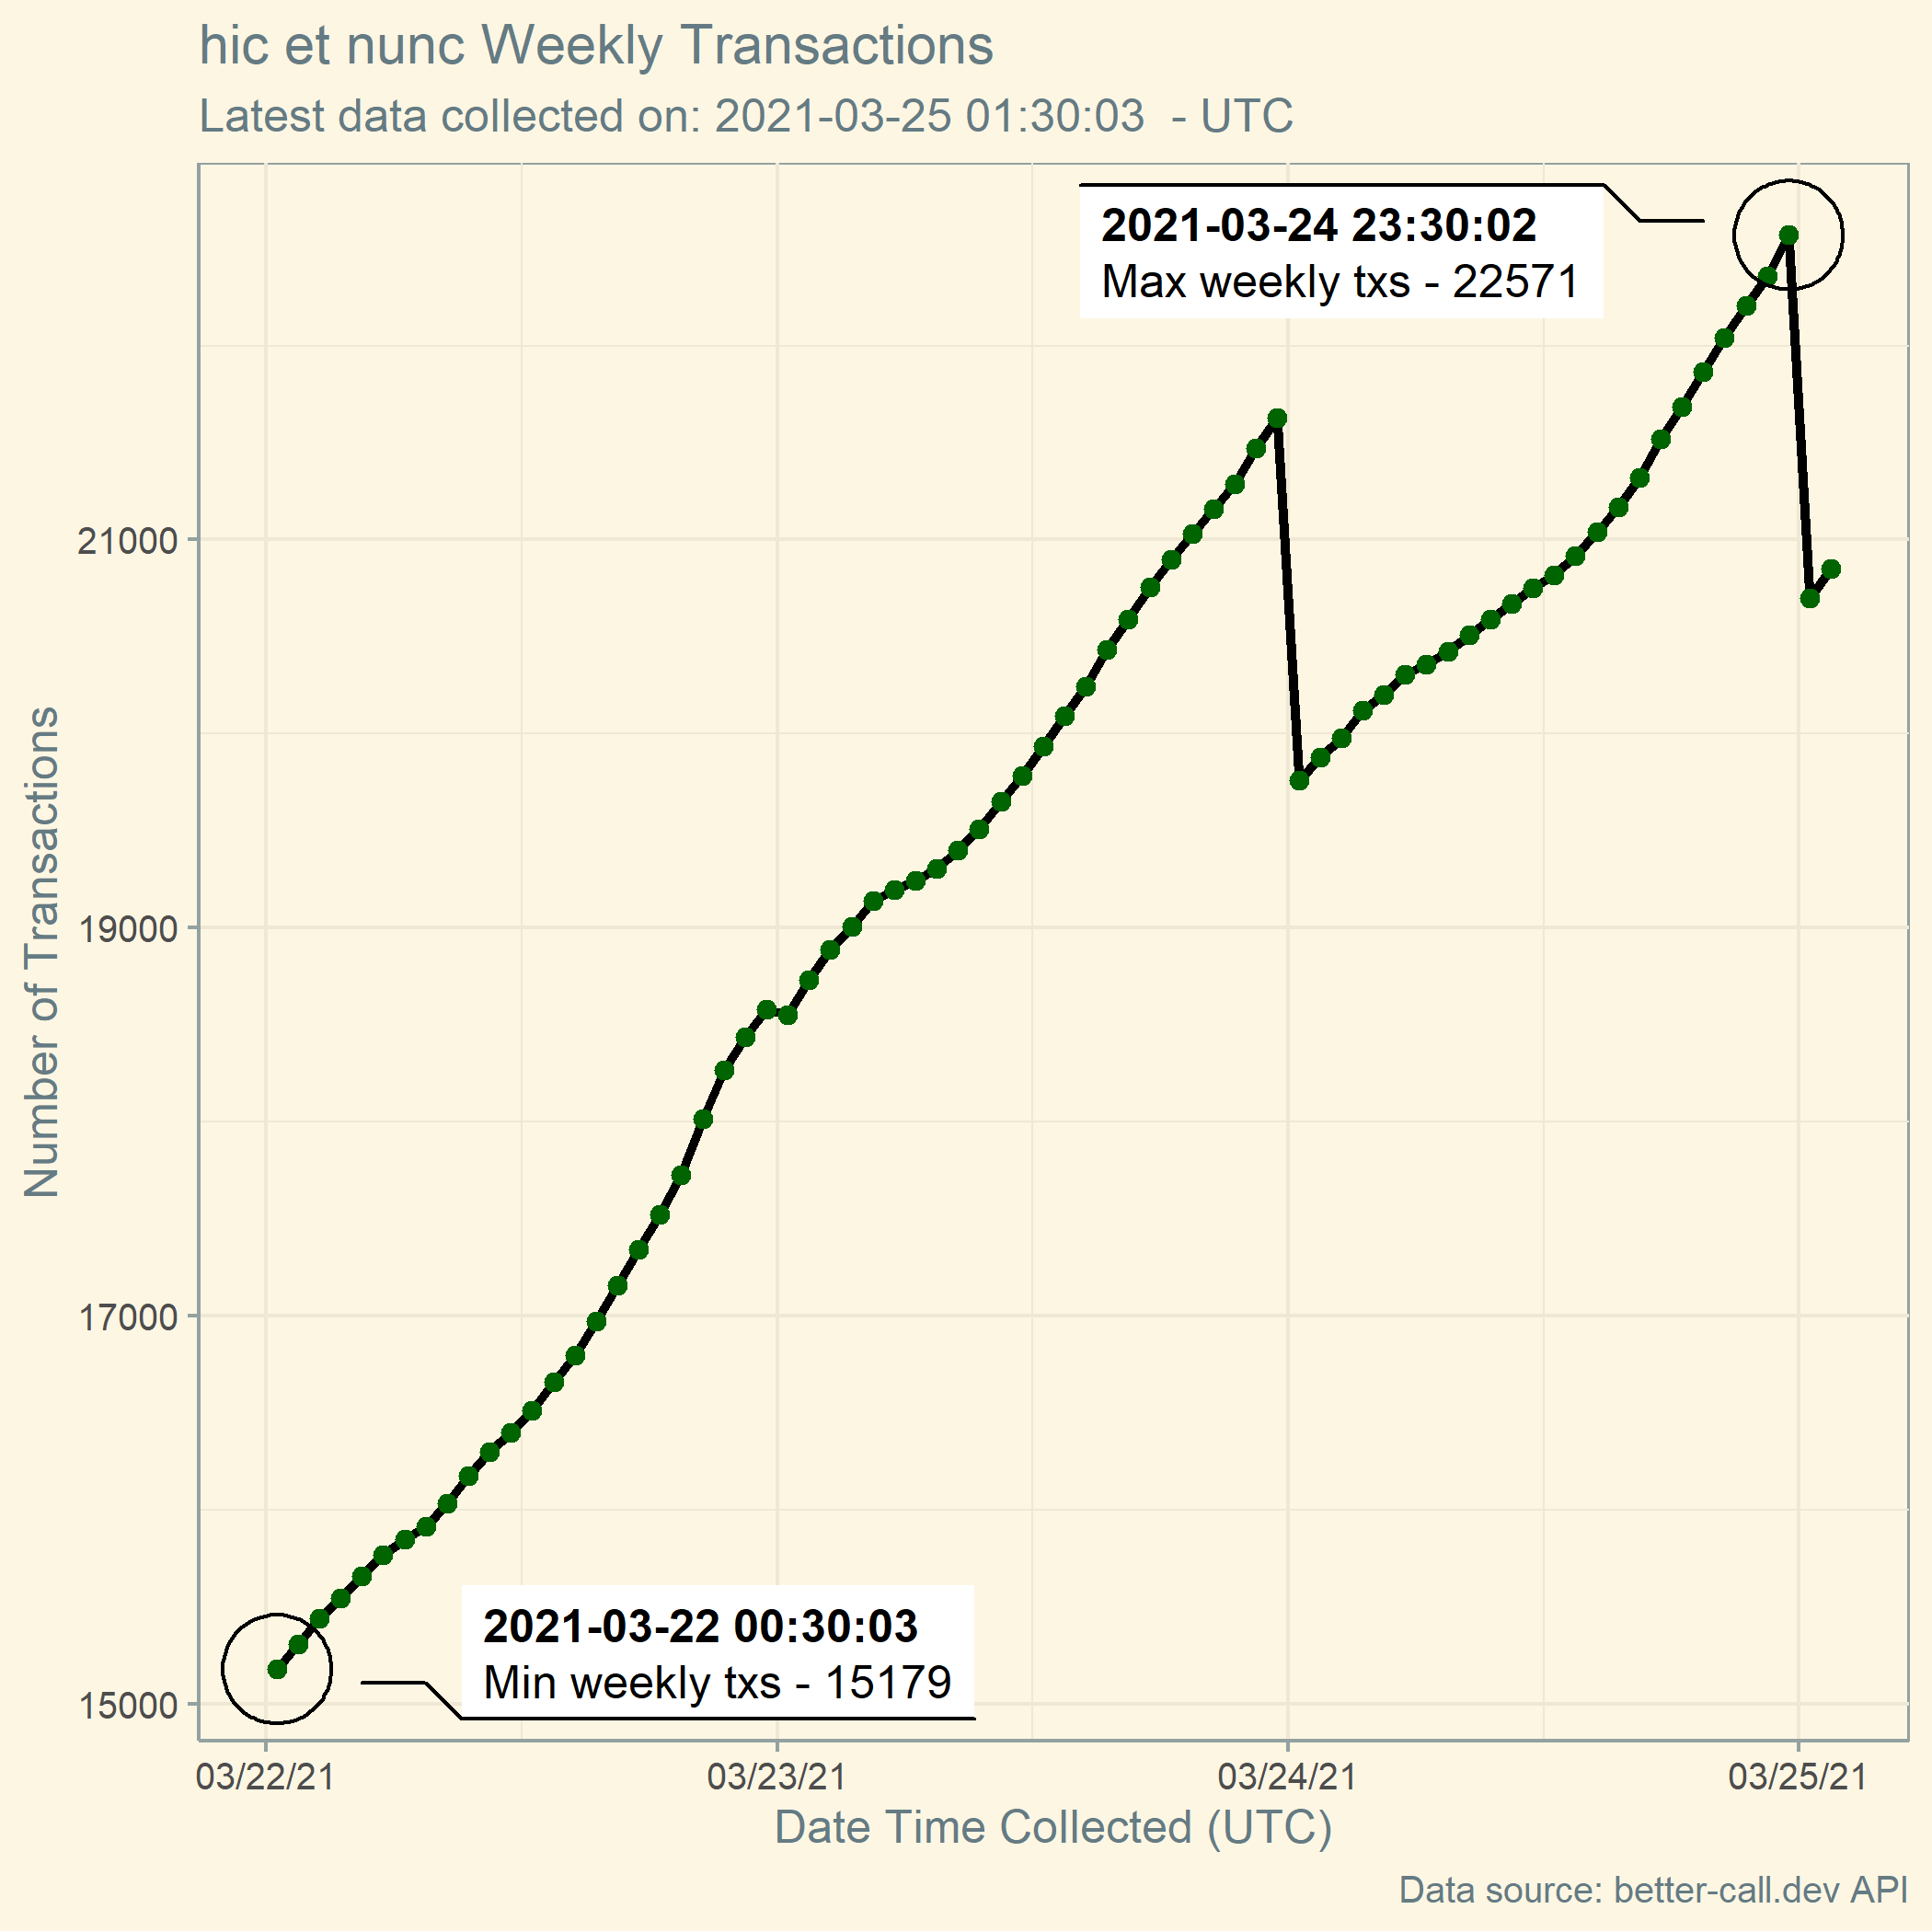 hic et nunc Weekly Transactions
Latest data collected on: 2021-03-25 01:30:03  - UTC
2021-03-24 23:30:02
Max weekly txs - 22571
21000
19000
17000
15000
Number of Transactions
2021-03-22 00:30:03
Min weekly txs - 15179
03/22/21 03/23/21 03/24/21 03/25/21
Date Time Collected (UTC)
Data source: better-call.dev API